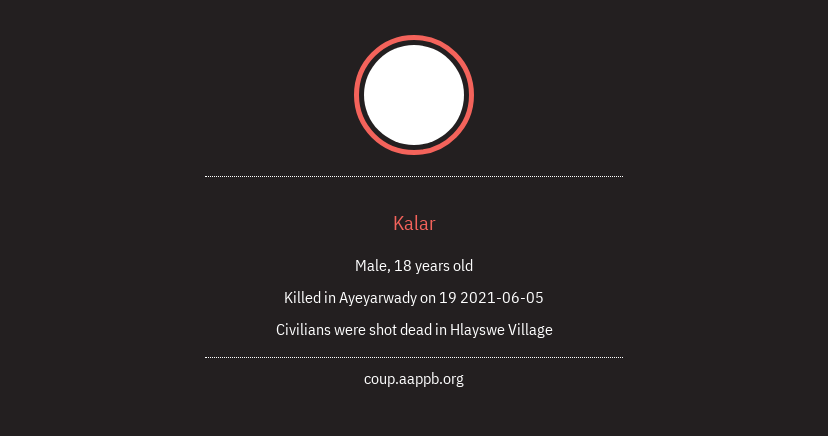 Kalar
Male, 18 years old
Killed in Ayeyarwady on 19 2021-06-05
Civilians were shot dead in Hlayswe Village
coup.aappb.org